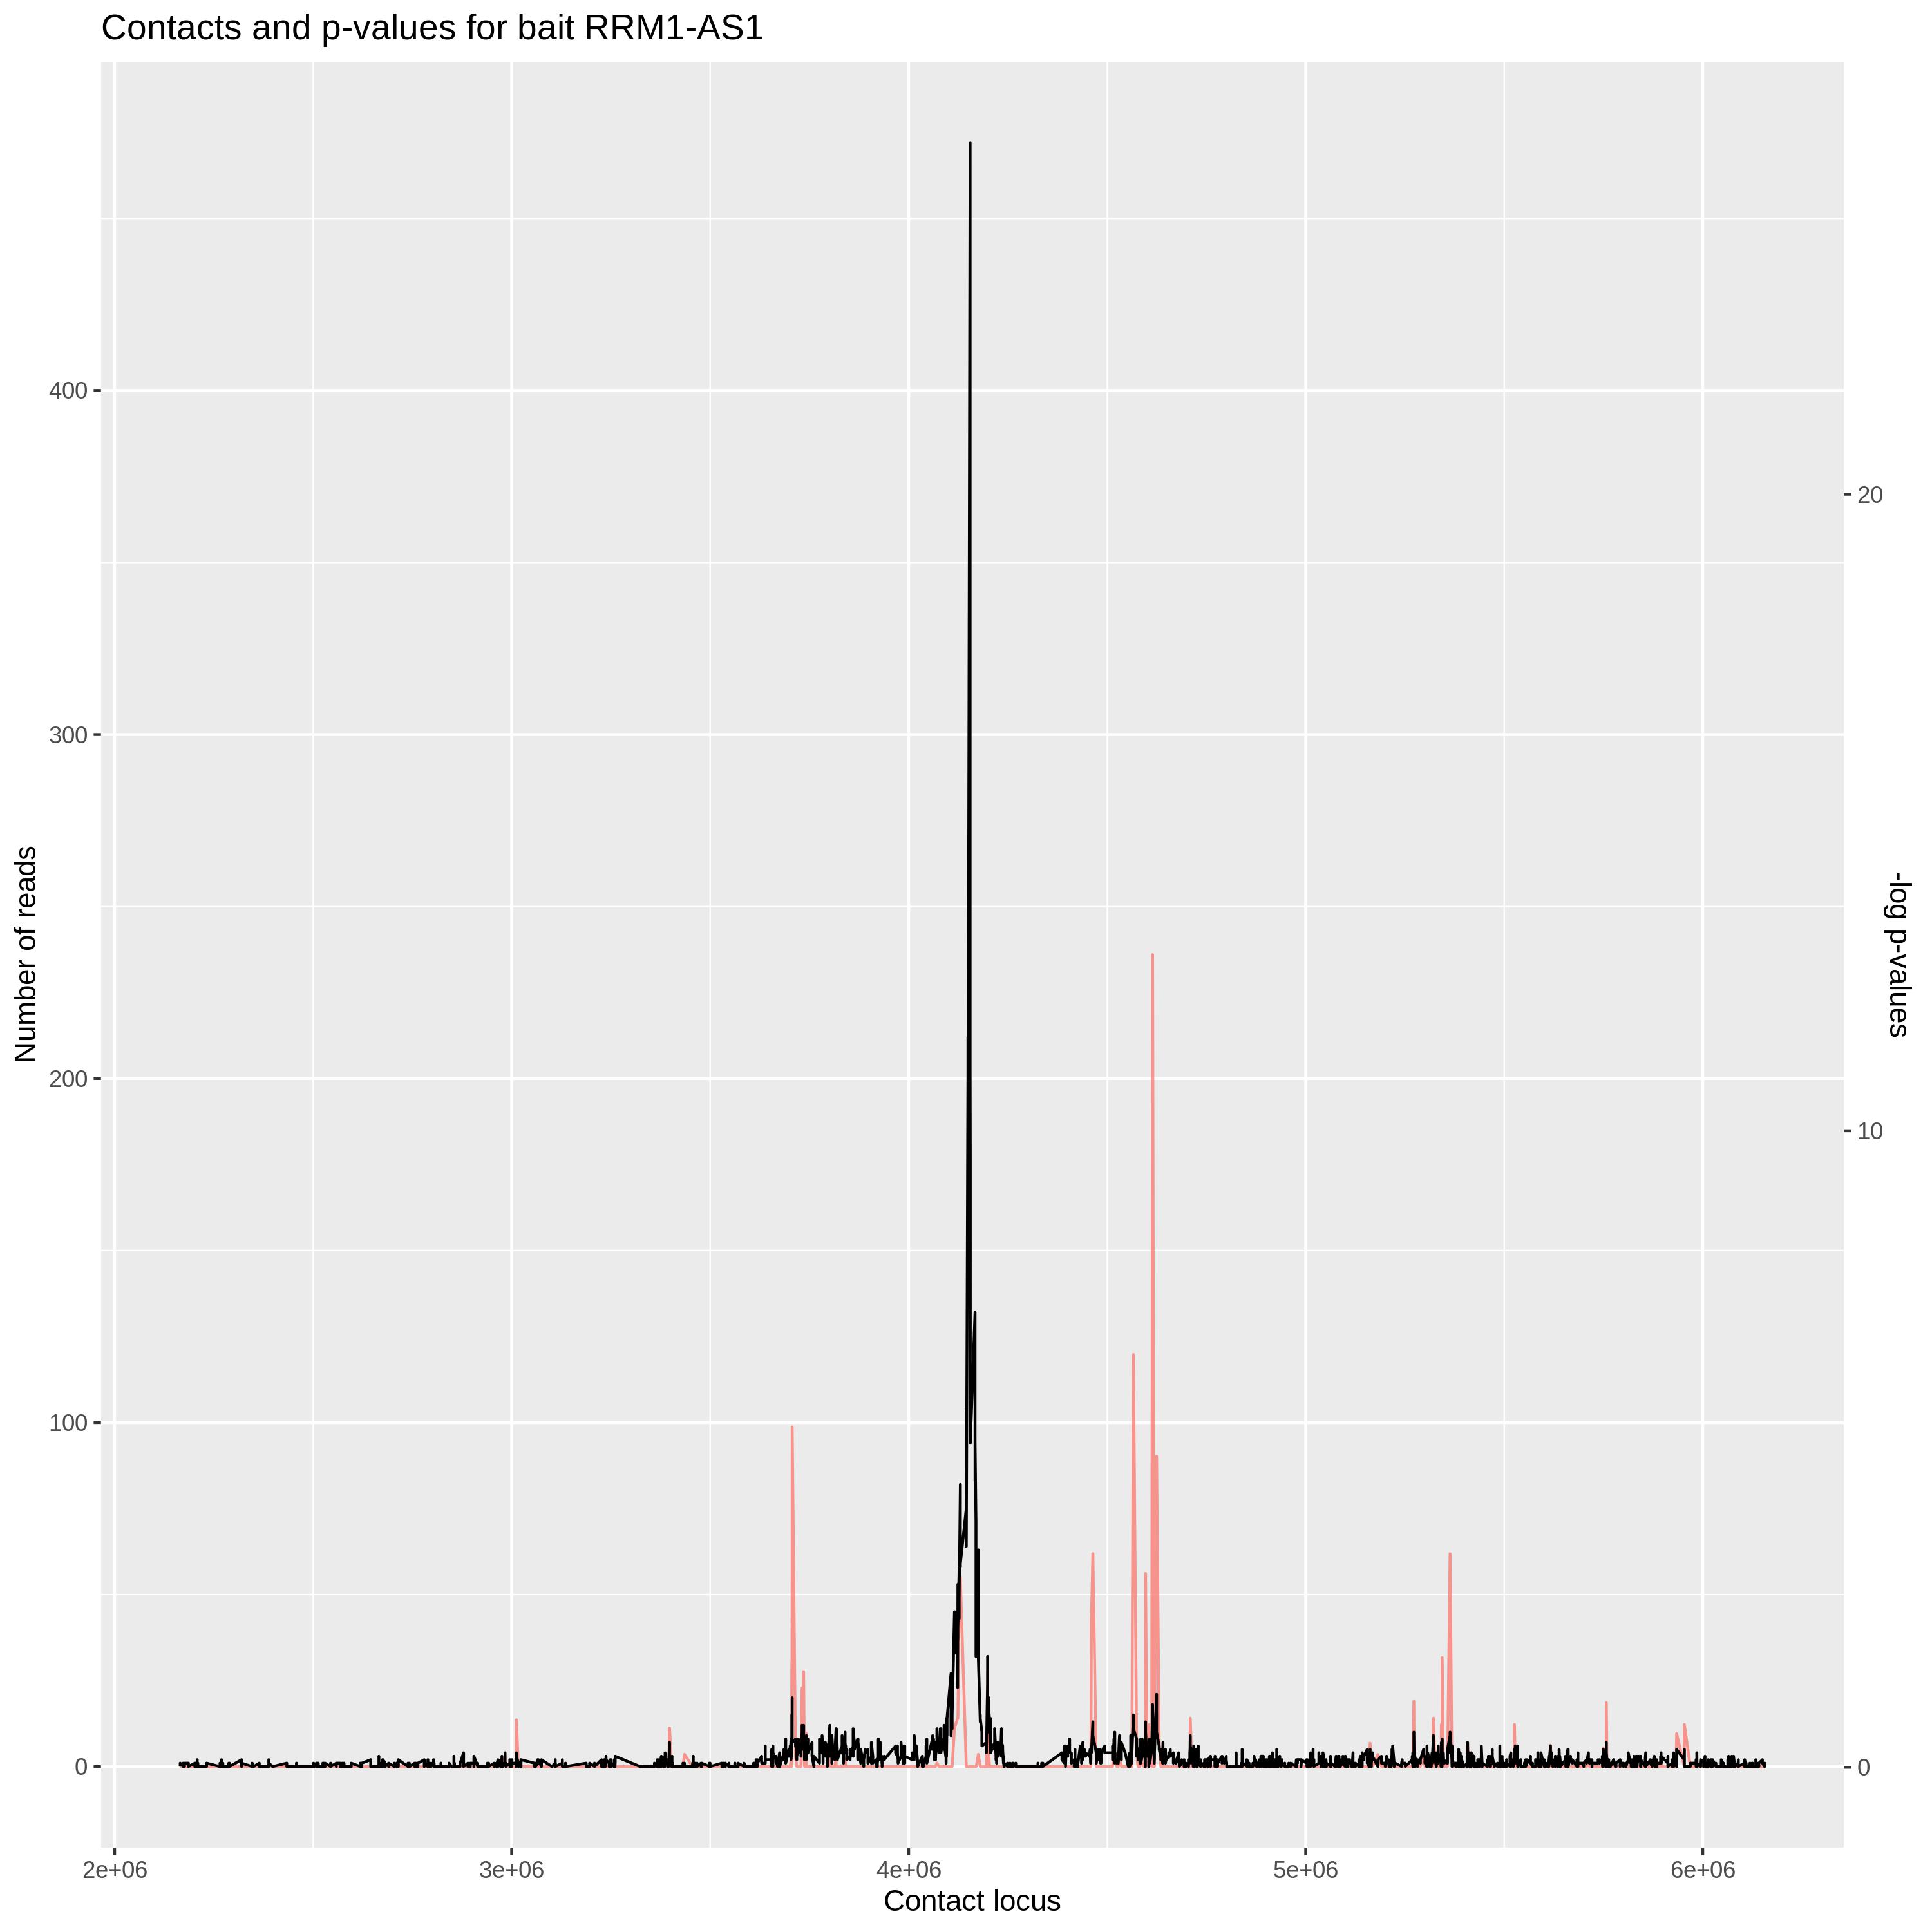 Contacts and p-values for bait RRM1-AS1
400
300
200
100
0
Number of reads
20
10
0
-log p-values
2e+06 3e+06 4e+06 5e+06 6e+06
Contact locus